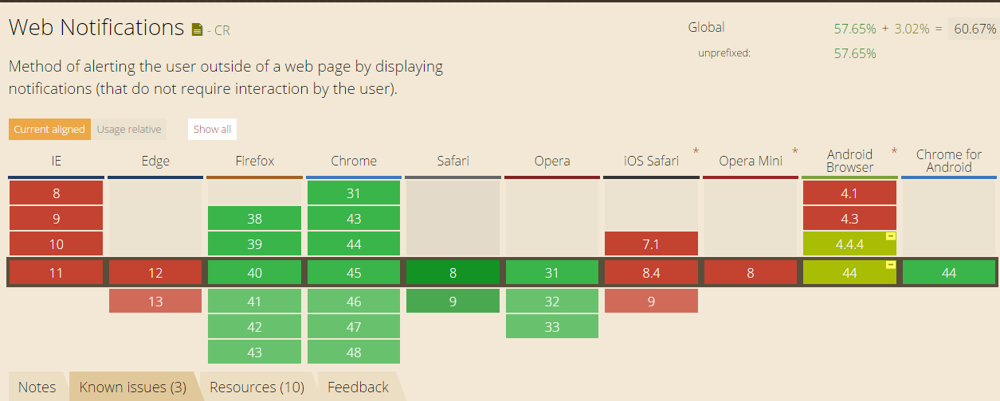 Web Notifications - CR
Global 57.65% + 3.02% = 60.67%
unprefixed: 57.65%
Method of alerting the user outside of a web page by displaying
notifications (that do not require interaction by the user).
Current aligned Usage relative Show all
IE Edge Firefox Chrome Safari Opera iOS Safari * Opera Mini * Android Browser * Chrome for Android
8 31 4.1
9 38 43 4.3
10 39 44 7.1 4.4.4
11 12 40 45 8 31 8.4 8 44 44
13 41 46 9 32 9
42 47 33
43 48
Notes Known issues (3) Resources (10) Feedback